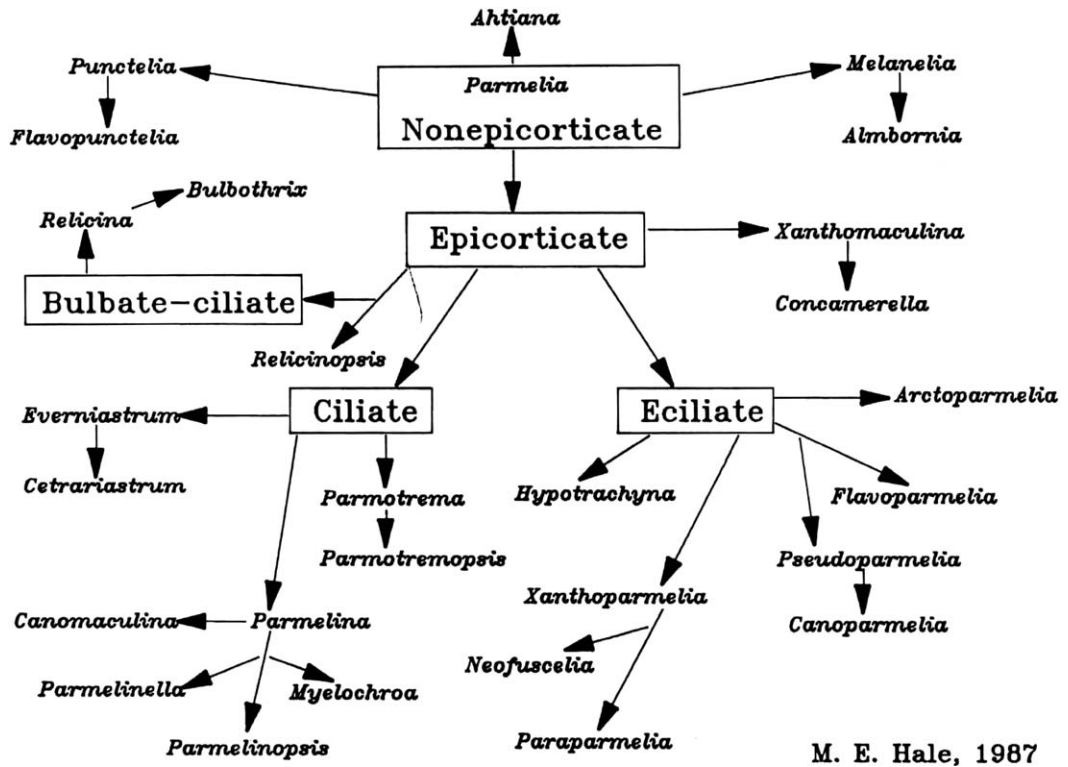 Ahtiana
Punctelia
Parmelia
Melanelia
Nonepicorticate
Flavopunctelia
Almbornia
Bulbothrix
Relicina
Epicorticate
Xanthomaculina
Bulbate-ciliate
Concamerella
Relicinopsis
Ciliate
Eciliate
Arctoparmelia
Everniastrum
Cetrariastrum
Parmotrema
Hypotrachyna
Flavoparmelia
Parmotremopsis
Pseudoparmelia
Xanthoparmelia
Canomaculina
Parmelina
Canoparmelia
Neofuscelia
Parmelinella
Myelochroa
Parmelinopsis
Paraparmelia
M. E. Hale, 1987